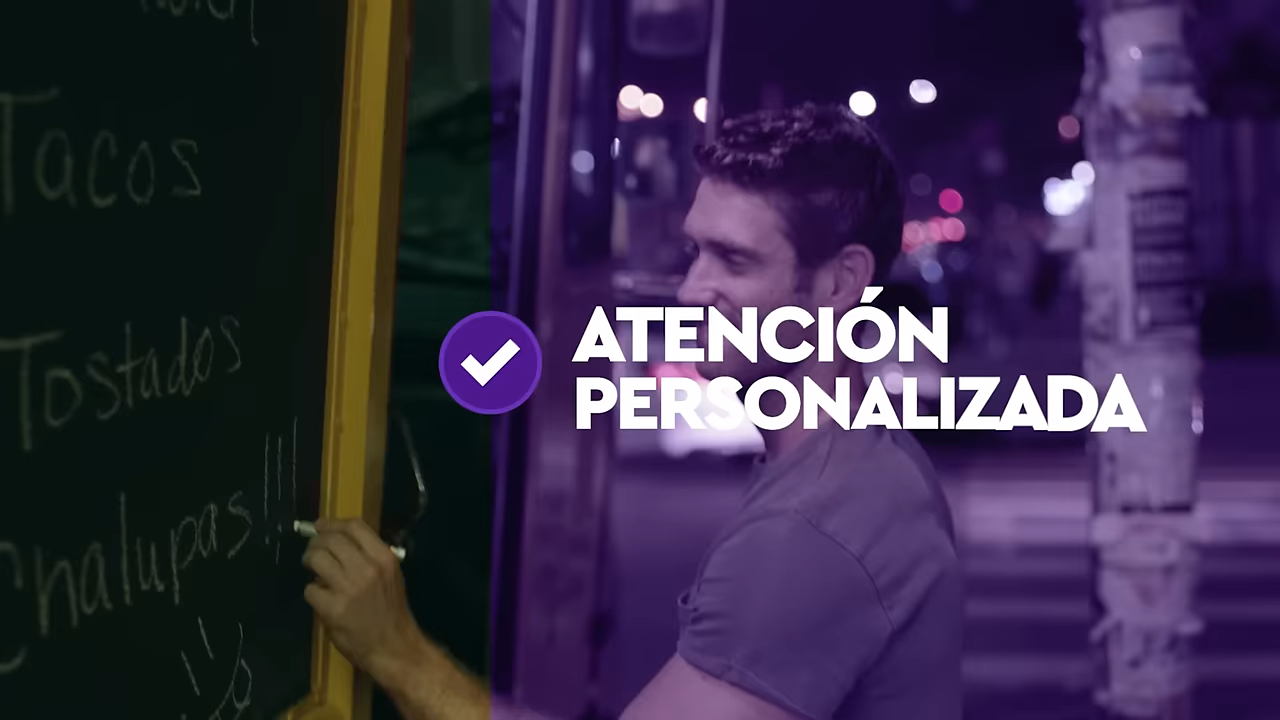 Tacos
Tostados
Chalupas!!!
ATENCIÓN
PERSONALIZADA